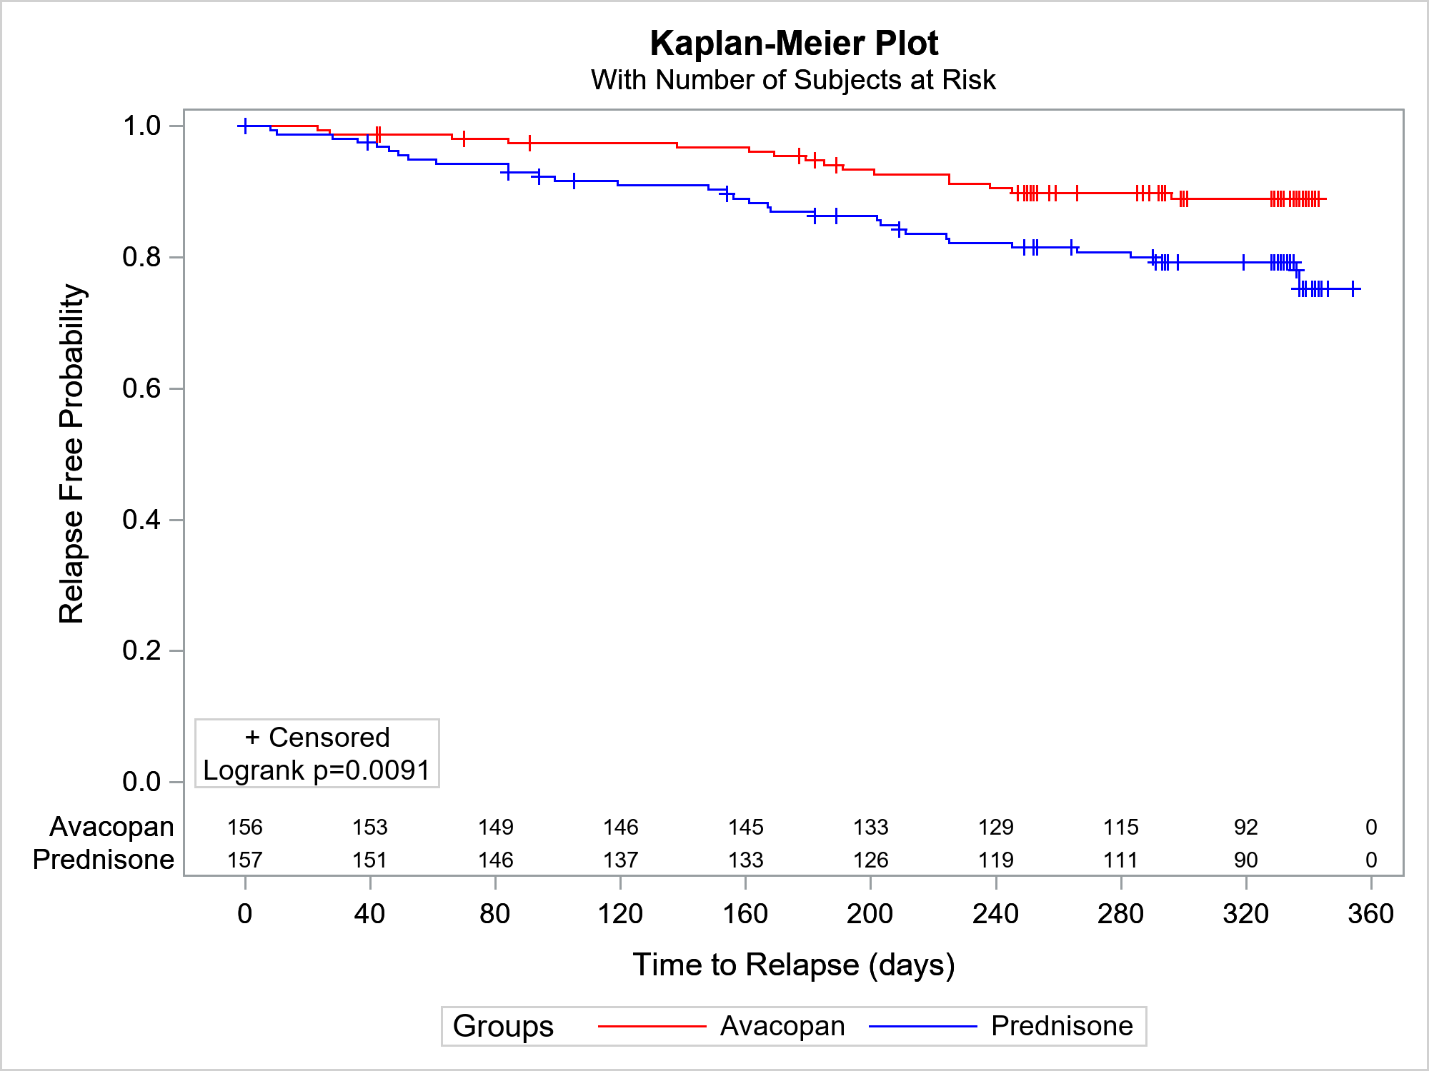 Kaplan-Meier Plot
With Number of Subjects at Risk
Relapse Free Probability
1.0
0.8
0.6
0.4
0.2
0.0
+ Censored
Logrank p=0.0091
Avacopan 156 153 149 146 145 133 129 115 92 0
Prednisone 157 151 146 137 133 126 119 111 90 0
0 40 80 120 160 200 240 280 320 360
Time to Relapse (days)
Groups Avacopan Prednisone